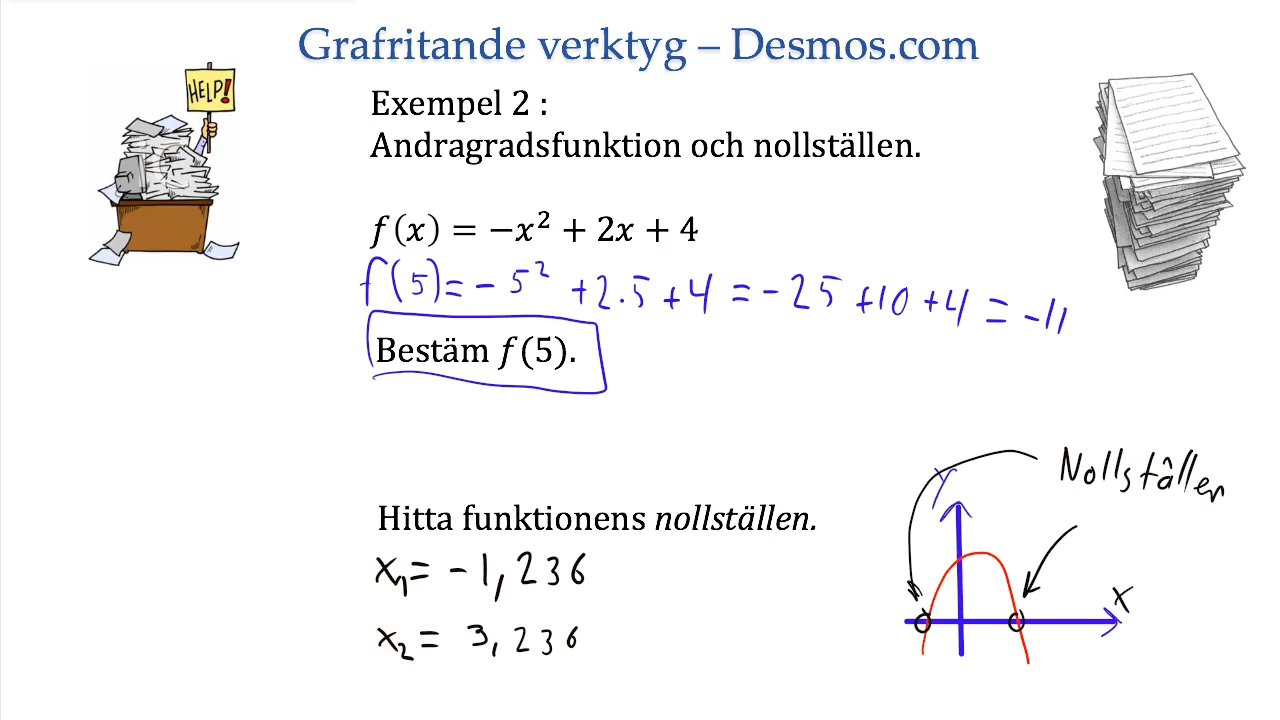 Grafritande verktyg – Desmos.com
HELP!
Exempel 2 :
Andragradsfunktion och nollställen.
f(x) = −x² + 2x + 4
f(5) = - 5² + 2·5 + 4 = - 25 + 10 + 4 = - 11
Bestäm f(5).
Nollställen
y
Hitta funktionens nollställen.
x₁ = - 1,236
x
x₂ = 3,236